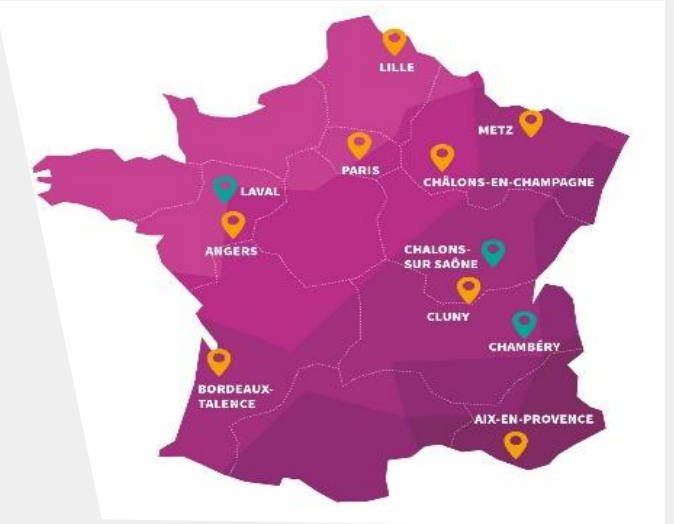 LILLE
METZ
PARIS
CHÂLONS-EN-CHAMPAGNE
LAVAL
ANGERS
CHALONS-
SUR SAÔNE
CLUNY
CHAMBÉRY
BORDEAUX-
TALENCE
AIX-EN-PROVENCE